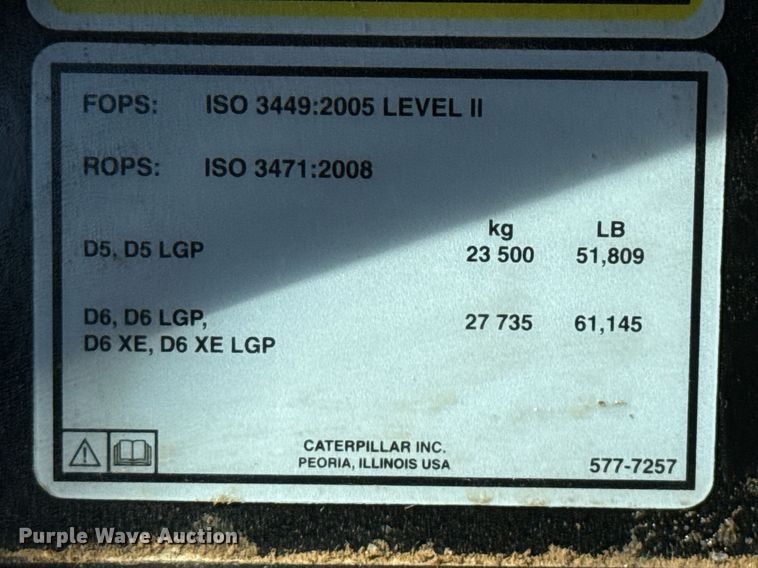 FOPS: ISO 3449:2005 LEVEL II
ROPS: ISO 3471:2008
kg LB
D5, D5 LGP 23 500 51,809
D6, D6 LGP, 27 735 61,145
D6 XE, D6 XE LGP
CATERPILLAR INC.
PEORIA, ILLINOIS USA
577-7257
Purple Wave Auction